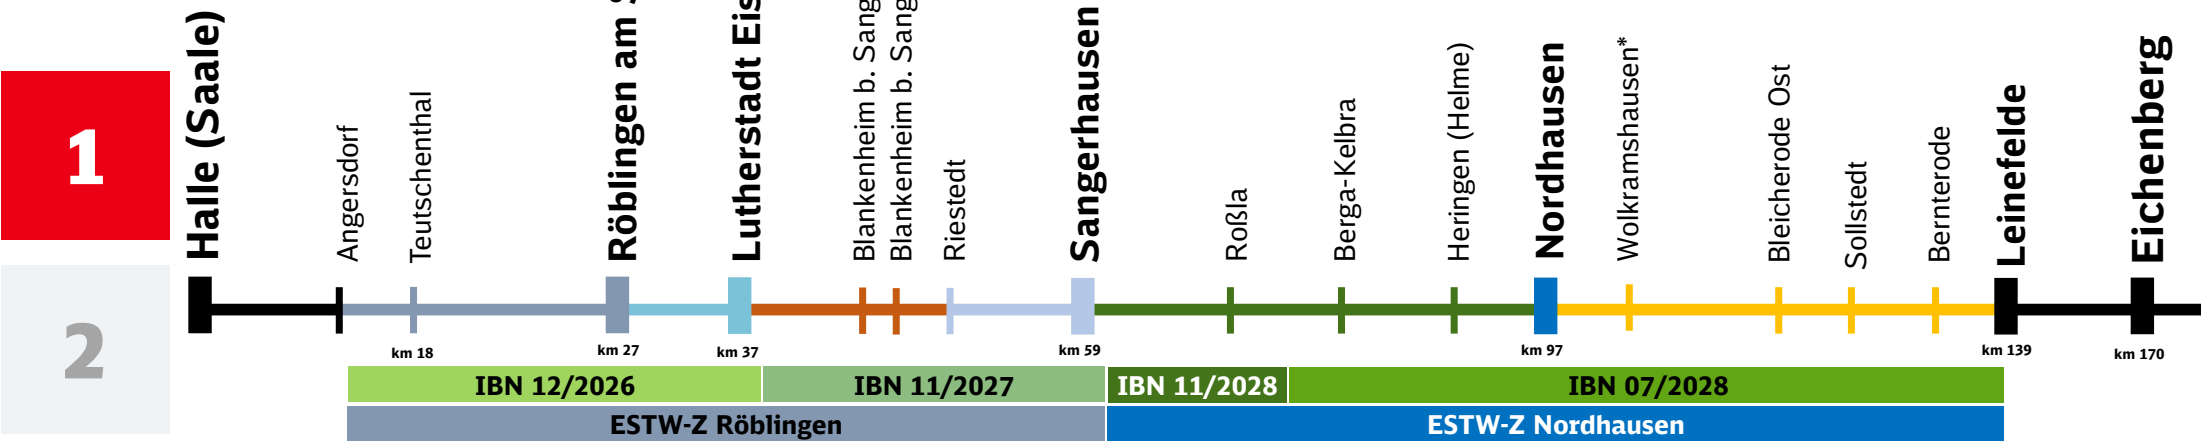 1
2
Halle (Saale)
Angersdorf
Teutschenthal
Röblingen am
Lutherstadt
Blankenheim b. Sang
Blankenheim b. Sang
Riestedt
Sangerhausen
Roßla
Berga-Kelbra
Heringen (Helme)
Nordhausen
Wolkramshausen*
Bleicherode Ost
Sollstedt
Bernterode
Leinefelde
Eichenberg
km 18
km 27
km 37
km 59
km 97
km 139
km 170
IBN 12/2026
IBN 11/2027
IBN 11/2028
IBN 07/2028
ESTW-Z Röblingen
ESTW-Z Nordhausen